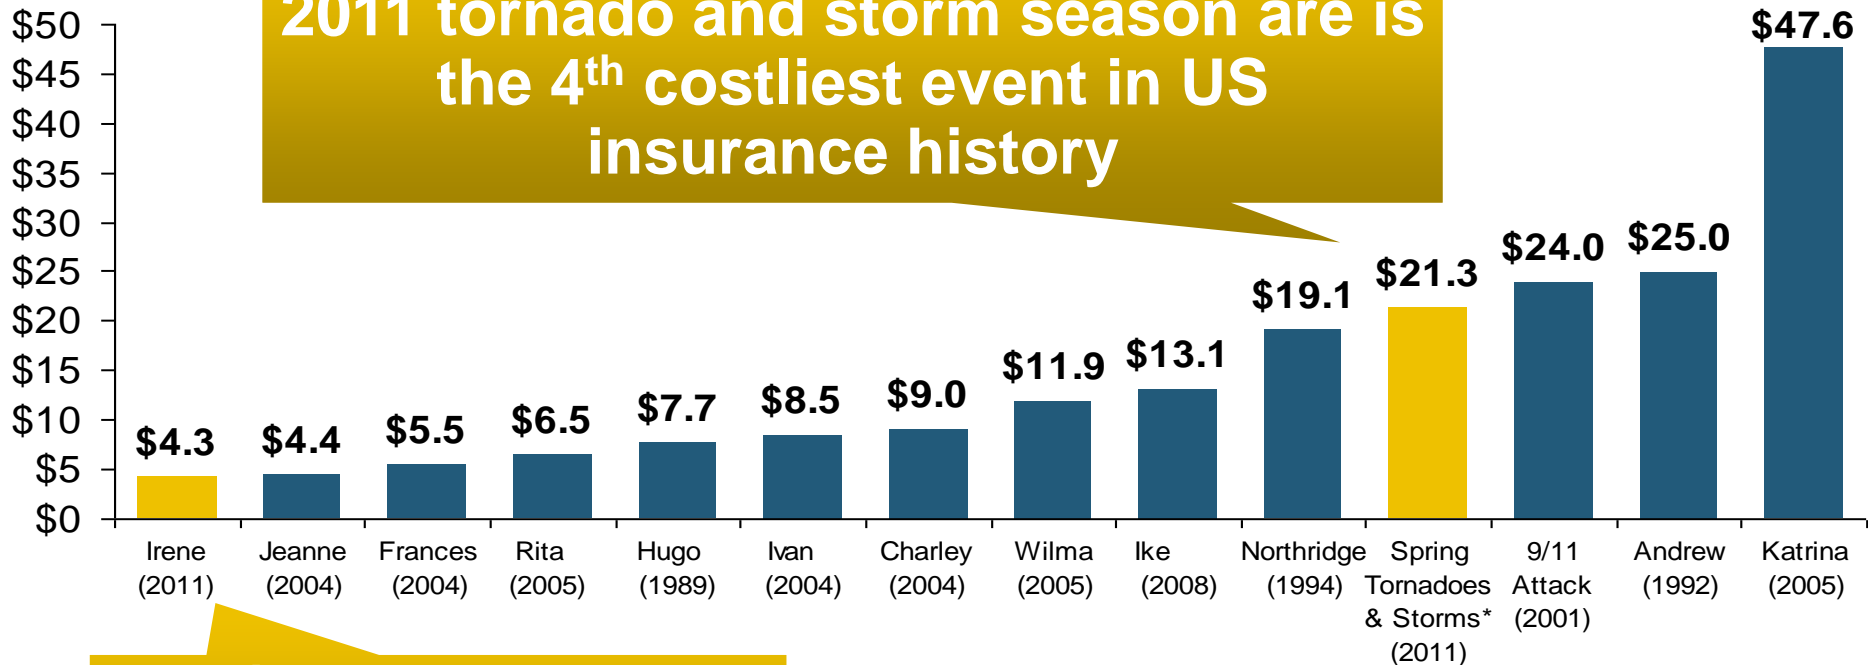 2011 tornado and storm season are is
the 4th costliest event in US
insurance history
$50
$45
$40
$35
$30
$25
$20
$15
$10
$5
$0
$4.3
$4.4
$5.5
$6.5
$7.7
$8.5
$9.0
$11.9
$13.1
$19.1
$21.3
$24.0
$25.0
$47.6
Irene
(2011)
Jeanne
(2004)
Frances
(2004)
Rita
(2005)
Hugo
(1989)
Ivan
(2004)
Charley
(2004)
Wilma
(2005)
Ike
(2008)
Northridge
(1994)
Spring
Tornadoes
& Storms*
(2011)
9/11
Attack
(2001)
Andrew
(1992)
Katrina
(2005)